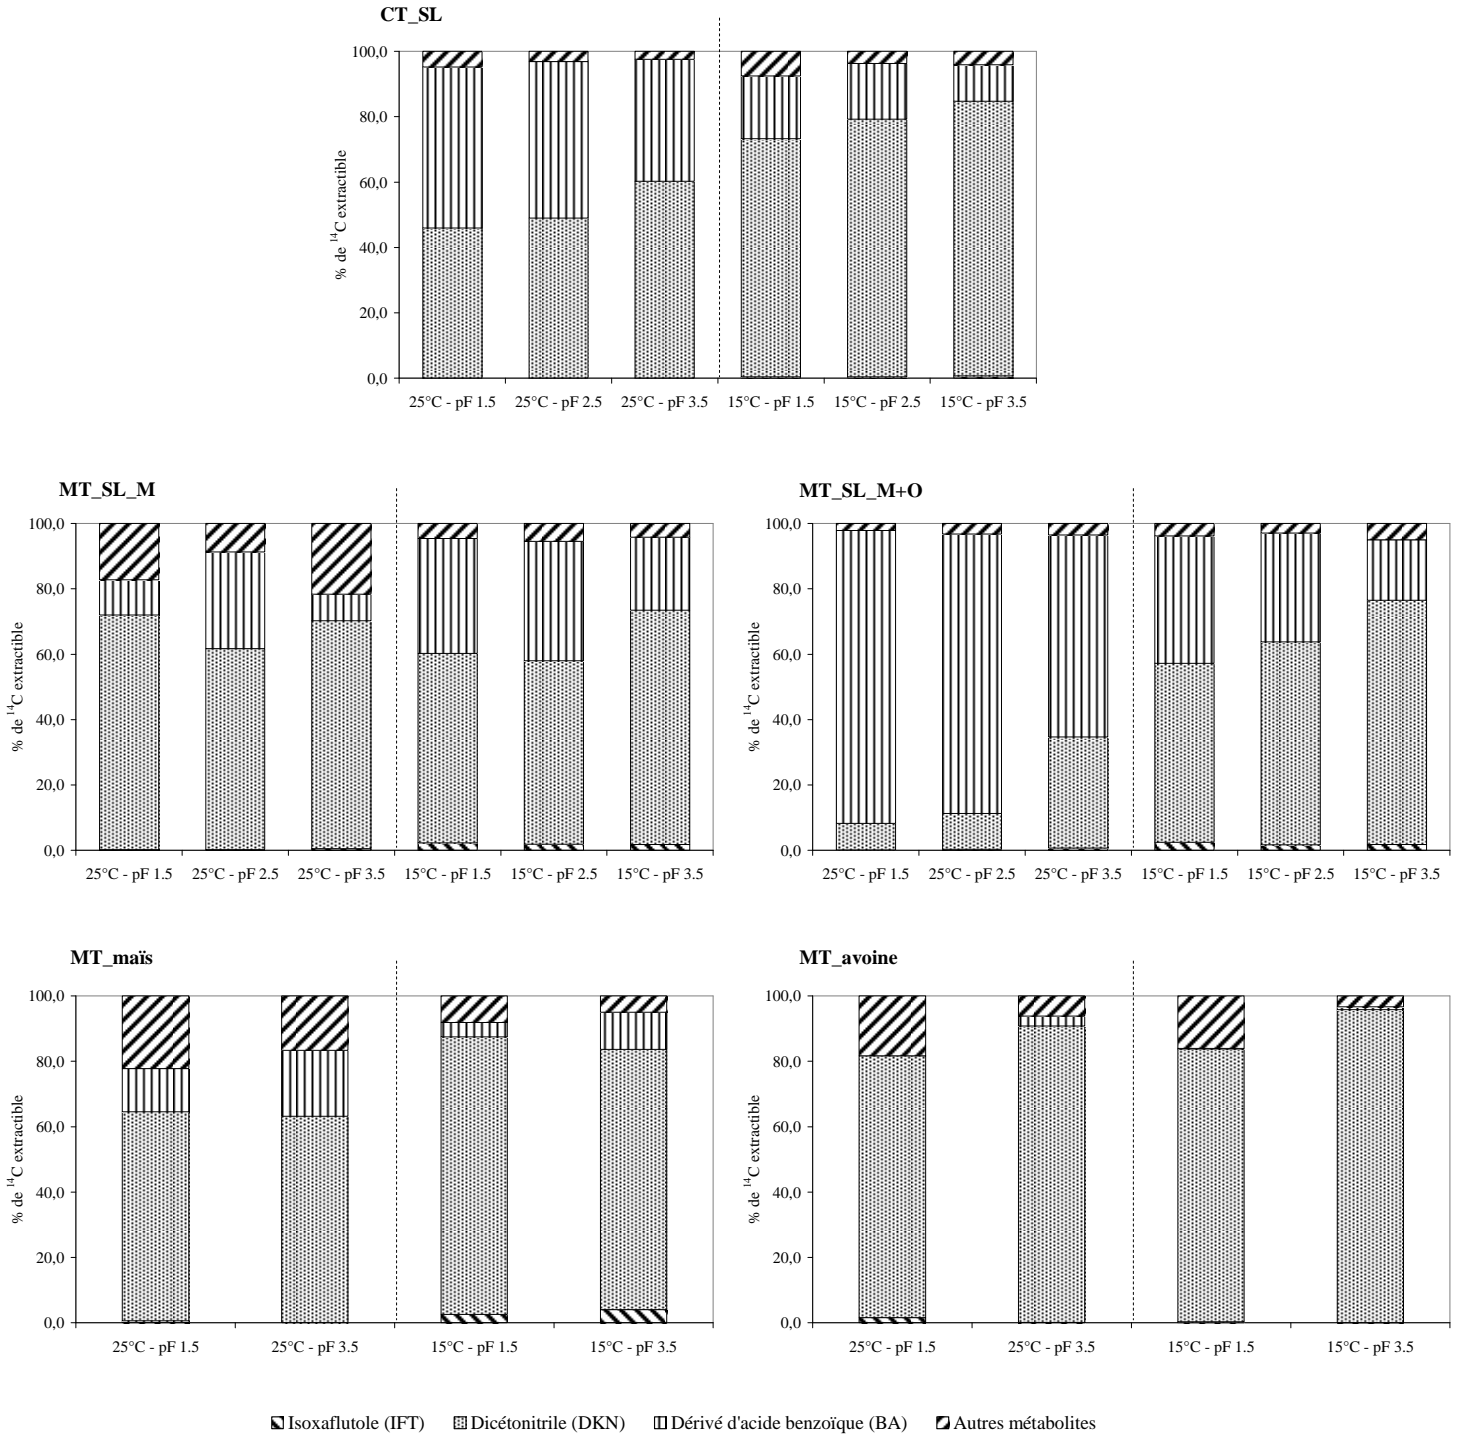 CT_SL
100,0
80,0
60,0
40,0
20,0
0,0
% de ¹⁴C extractible
25°C - pF 1.5 25°C - pF 2.5 25°C - pF 3.5 15°C - pF 1.5 15°C - pF 2.5 15°C - pF 3.5
MT_SL_M
100,0
80,0
60,0
40,0
20,0
0,0
% de ¹⁴C extractible
25°C - pF 1.5 25°C - pF 2.5 25°C - pF 3.5 15°C - pF 1.5 15°C - pF 2.5 15°C - pF 3.5
MT_SL_M+O
100,0
80,0
60,0
40,0
20,0
0,0
% de ¹⁴C extractible
25°C - pF 1.5 25°C - pF 2.5 25°C - pF 3.5 15°C - pF 1.5 15°C - pF 2.5 15°C - pF 3.5
MT_maïs
100,0
80,0
60,0
40,0
20,0
0,0
% de ¹⁴C extractible
25°C - pF 1.5 25°C - pF 3.5 15°C - pF 1.5 15°C - pF 3.5
MT_avoine
100,0
80,0
60,0
40,0
20,0
0,0
% de ¹⁴C extractible
25°C - pF 1.5 25°C - pF 3.5 15°C - pF 1.5 15°C - pF 3.5
Isoxaflutole (IFT) Dicétonitrile (DKN) Dérivé d'acide benzoïque (BA) Autres métabolites